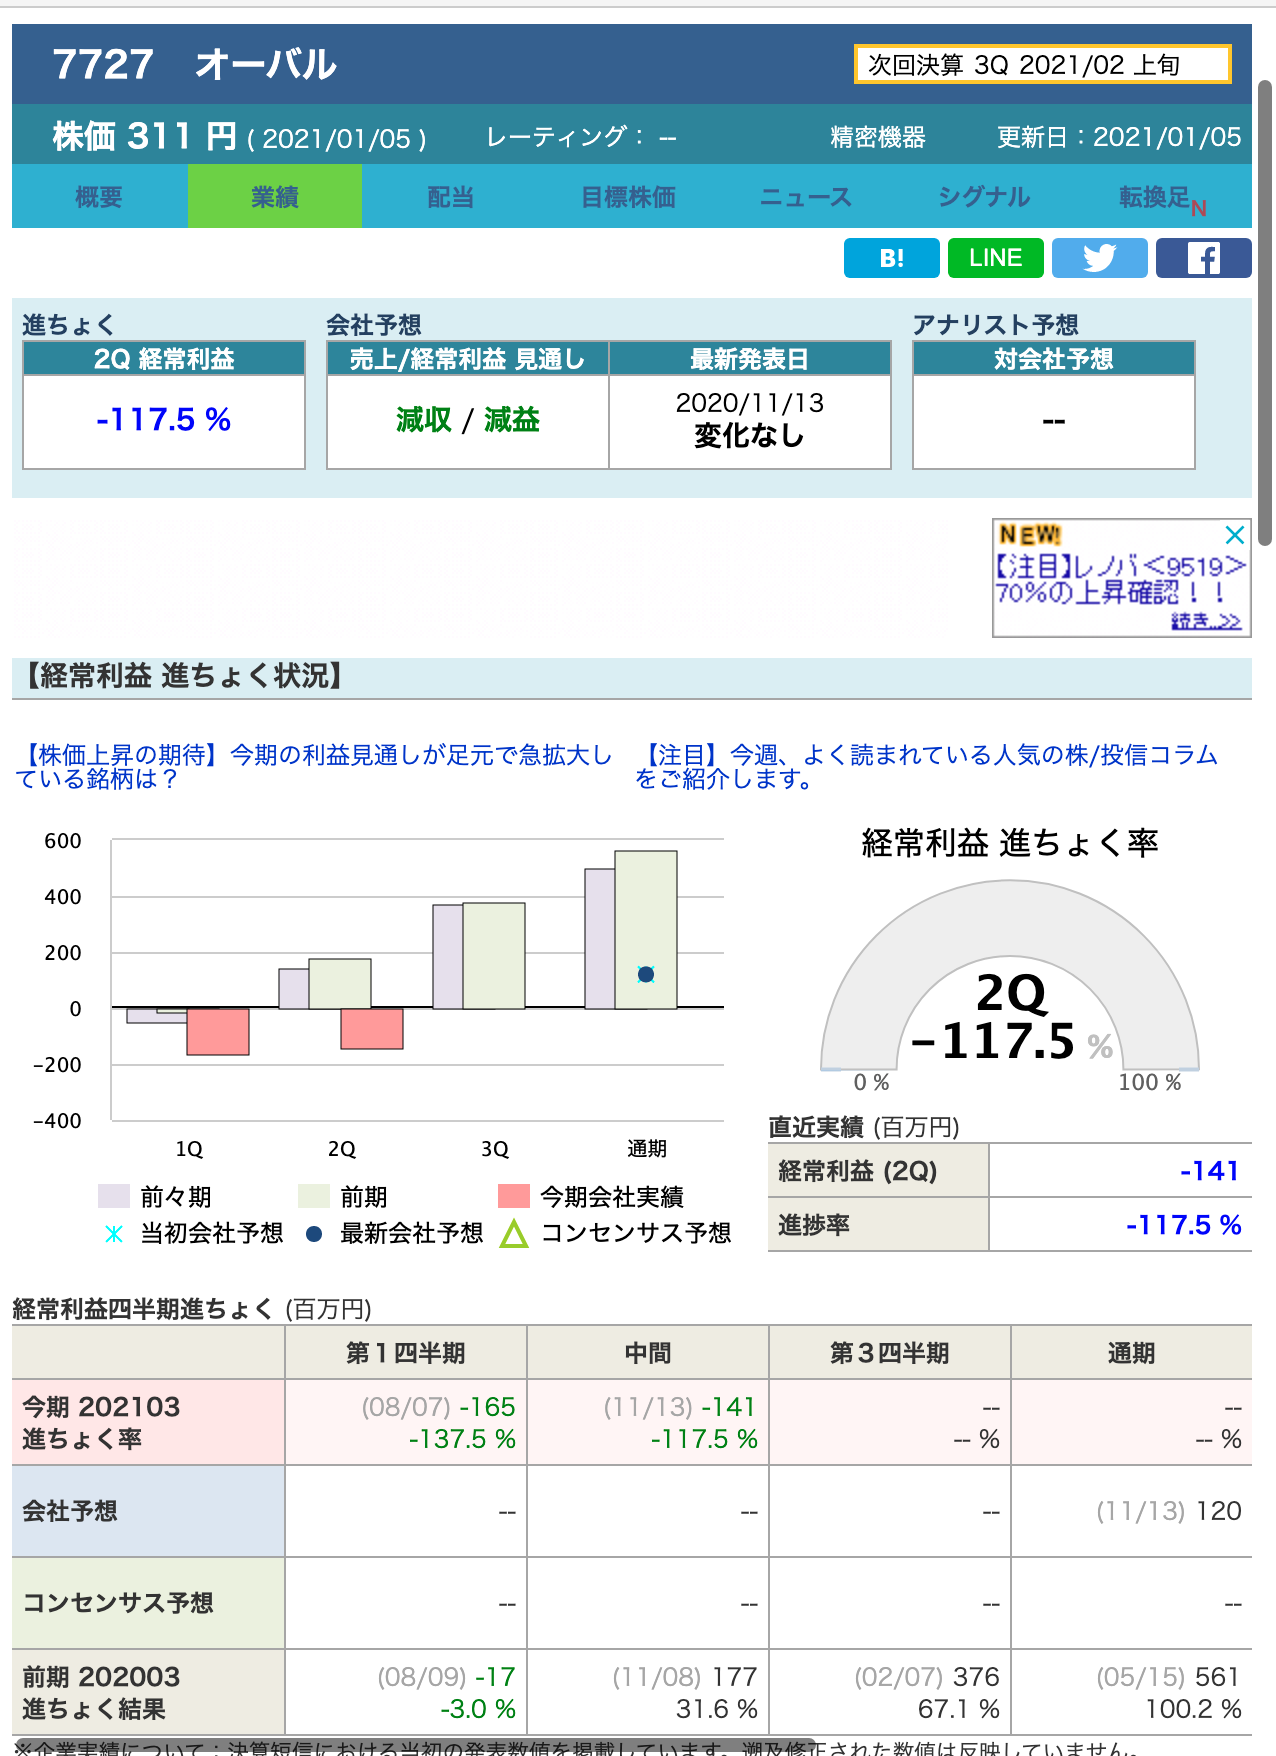 7727　オーバル
次回決算 3Q 2021/02 上旬
株価 311 円 ( 2021/01/05 )　レーティング： --　精密機器　更新日：2021/01/05
概要　業績　配当　目標株価　ニュース　シグナル　転換足N
B!　LINE
進ちょく　会社予想　アナリスト予想
2Q 経常利益　売上/経常利益 見通し　最新発表日　対会社予想
-117.5 %　減収 / 減益　2020/11/13　--
変化なし
NEW!
【注目】レノバ<9519>
70%の上昇確認！！
続き..>>
【経常利益 進ちょく状況】
【株価上昇の期待】今期の利益見通しが足元で急拡大し
ている銘柄は？
【注目】今週、よく読まれている人気の株/投信コラム
をご紹介します。
600
400
200
0
-200
-400
1Q　2Q　3Q　通期
前々期　前期　今期会社実績
当初会社予想　最新会社予想　コンセンサス予想
経常利益 進ちょく率
2Q
-117.5 %
0 %　100 %
直近実績 (百万円)
経常利益 (2Q)　-141
進捗率　-117.5 %
経常利益四半期進ちょく (百万円)
第１四半期　中間　第３四半期　通期
今期 202103　(08/07) -165　(11/13) -141　--　--
進ちょく率　-137.5 %　-117.5 %　-- %　-- %
会社予想　--　--　--　(11/13) 120
コンセンサス予想　--　--　--　--
前期 202003　(08/09) -17　(11/08) 177　(02/07) 376　(05/15) 561
進ちょく結果　-3.0 %　31.6 %　67.1 %　100.2 %
※企業実績について：決算短信における当初の発表数値を掲載しています。遡及修正された数値は反映していません。